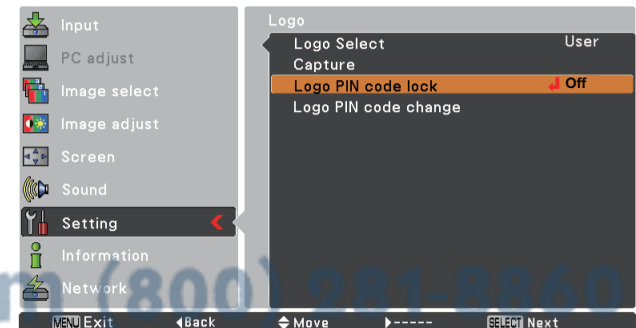 Input
PC adjust
Image select
Image adjust
Screen
Sound
Setting
Information
Network
Logo
Logo Select User
Capture
Logo PIN code lock Off
Logo PIN code change
m (800) 281-8860
MENU Exit ◀Back Move ▶----- SELECT Next